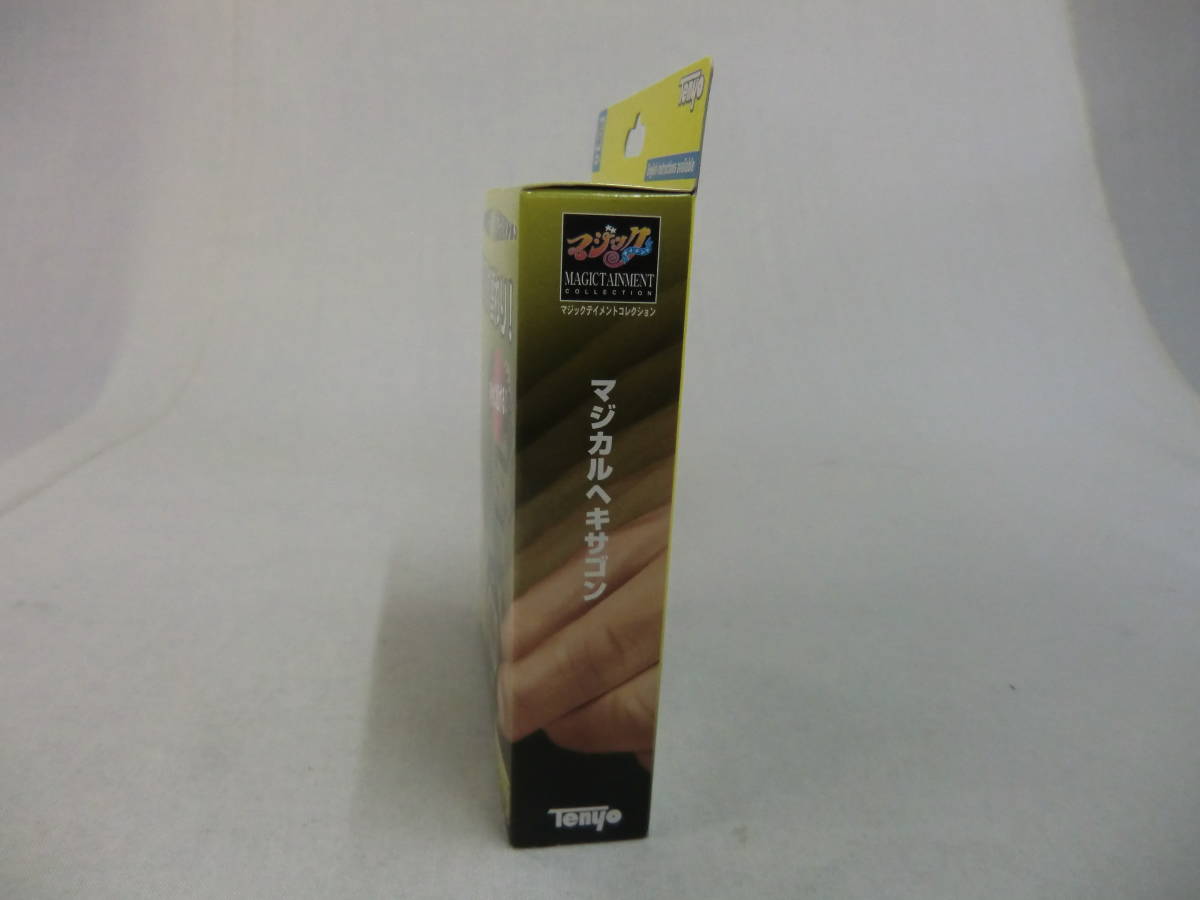 Tenyo
English instructions available
マジック
MAGICTAINMENT
COLLECTION
マジックテイメントコレクション
マジカルヘキサゴン
Tenyo